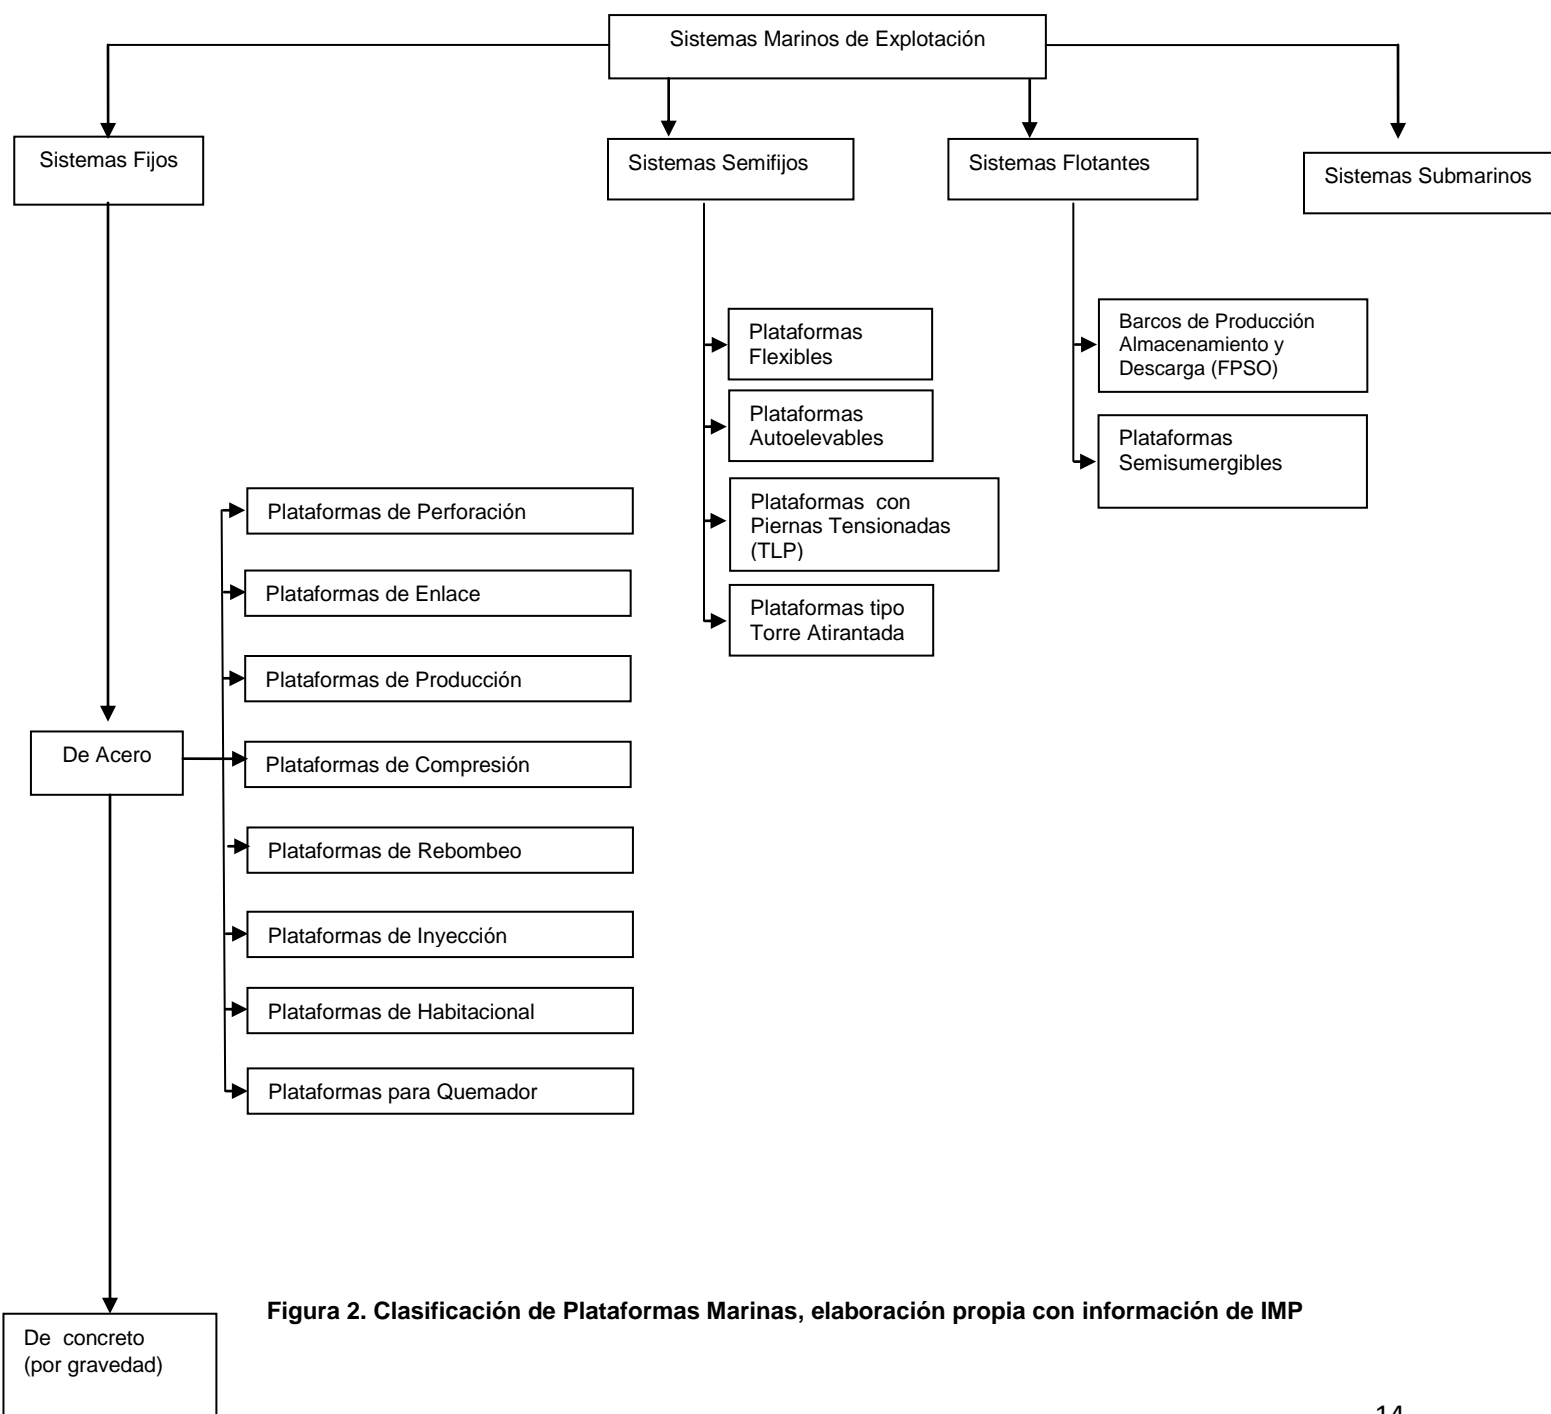 Sistemas Marinos de Explotación
Sistemas Fijos
Sistemas Semifijos
Sistemas Flotantes
Sistemas Submarinos
Plataformas
Flexibles
Plataformas
Autoelevables
Plataformas con
Piernas Tensionadas
(TLP)
Plataformas tipo
Torre Atirantada
Barcos de Producción
Almacenamiento y
Descarga (FPSO)
Plataformas
Semisumergibles
Plataformas de Perforación
Plataformas de Enlace
Plataformas de Producción
De Acero
Plataformas de Compresión
Plataformas de Rebombeo
Plataformas de Inyección
Plataformas de Habitacional
Plataformas para Quemador
Figura 2. Clasificación de Plataformas Marinas, elaboración propia con información de IMP
De concreto
(por gravedad)
14